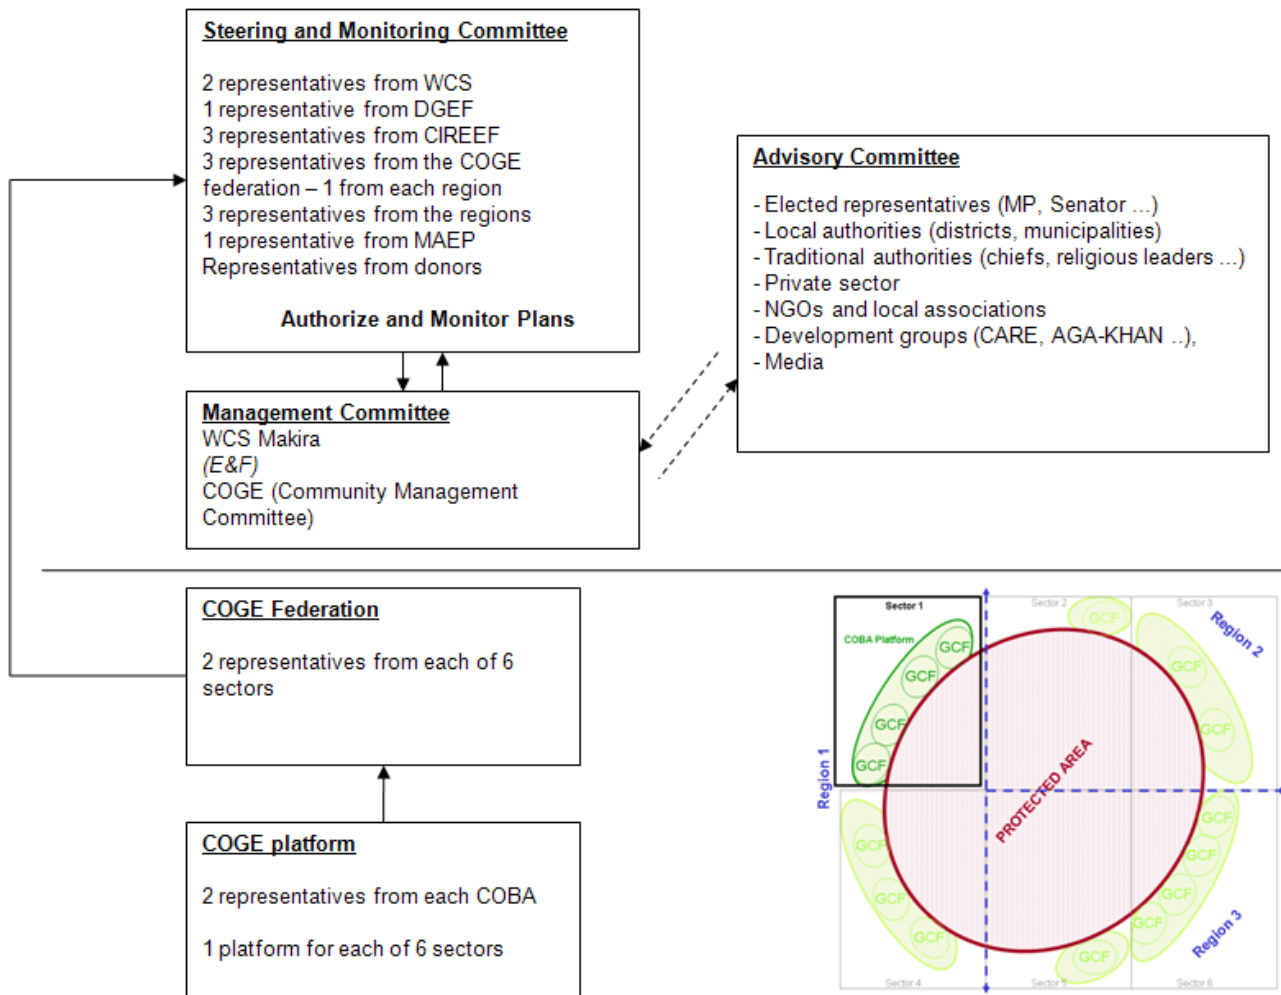 Steering and Monitoring Committee
2 representatives from WCS
1 representative from DGEF
3 representatives from CIREEF
3 representatives from the COGE
federation – 1 from each region
3 representatives from the regions
1 representative from MAEP
Representatives from donors
Authorize and Monitor Plans
Advisory Committee
- Elected representatives (MP, Senator ...)
- Local authorities (districts, municipalities)
- Traditional authorities (chiefs, religious leaders ...)
- Private sector
- NGOs and local associations
- Development groups (CARE, AGA-KHAN ..),
- Media
Management Committee
WCS Makira
(E&F)
COGE (Community Management
Committee)
COGE Federation
2 representatives from each of 6
sectors
COGE platform
2 representatives from each COBA
1 platform for each of 6 sectors
Sector 1
Sector 2
Sector 3
COBA Platform
GCF
GCF
GCF
GCF
GCF
GCF
GCF
Region 2
Region 1
PROTECTED AREA
GCF
GCF
GCF
GCF
GCF
GCF
GCF
GCF
Region 3
Sector 4
Sector 5
Sector 6